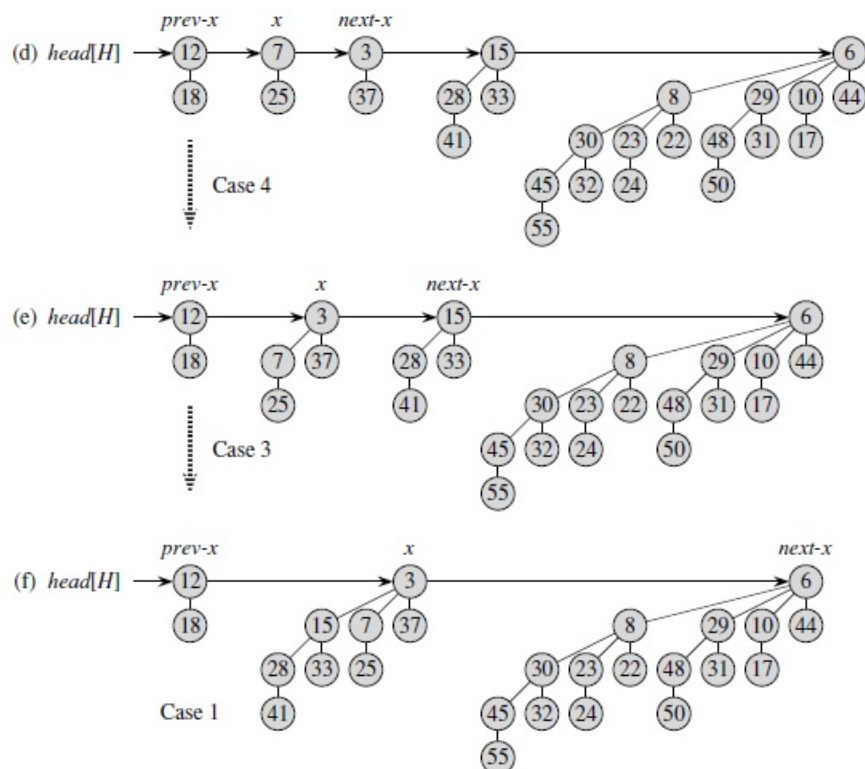 prev-x x next-x
(d) head[H] 12 7 3 15 6
18 25 37 28 33 8 29 10 44
41 30 23 22 48 31 17
Case 4 45 32 24 50
55
prev-x x next-x
(e) head[H] 12 3 15 6
18 7 37 28 33 8 29 10 44
25 41 30 23 22 48 31 17
Case 3 45 32 24 50
55
prev-x x next-x
(f) head[H] 12 3 6
18 15 7 37 8 29 10 44
28 33 25 30 23 22 48 31 17
Case 1 41 45 32 24 50
55